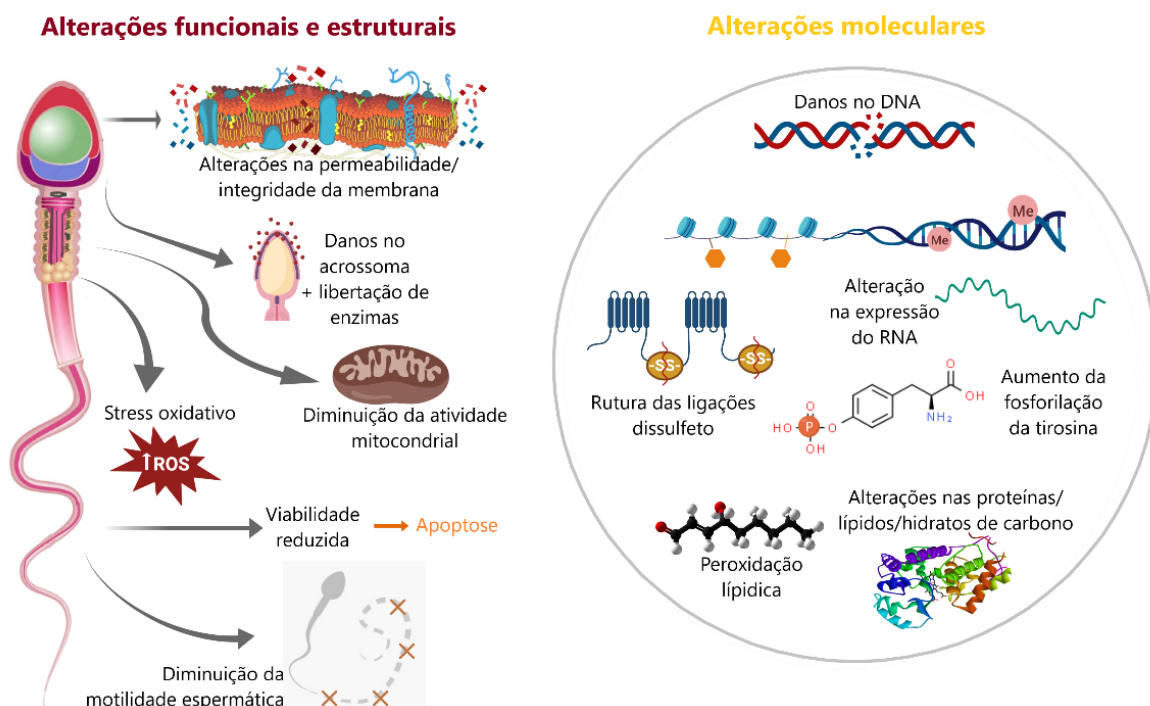 Alterações funcionais e estruturais
Alterações na permeabilidade/
integridade da membrana
Danos no
acrossoma
+ libertação de
enzimas
Diminuição da atividade
mitocondrial
Stress oxidativo
↑ROS
Viabilidade
reduzida
Apoptose
Diminuição da
motilidade espermática
Alterações moleculares
Danos no DNA
Me
Me
Alteração
na expressão
do RNA
-SS-
-SS-
Rutura das ligações
dissulfeto
O
HO
P
O
OH
O
OH
NH₂
Aumento da
fosforilação
da tirosina
Peroxidação
lípidica
Alterações nas proteínas/
lípidos/hidratos de carbono